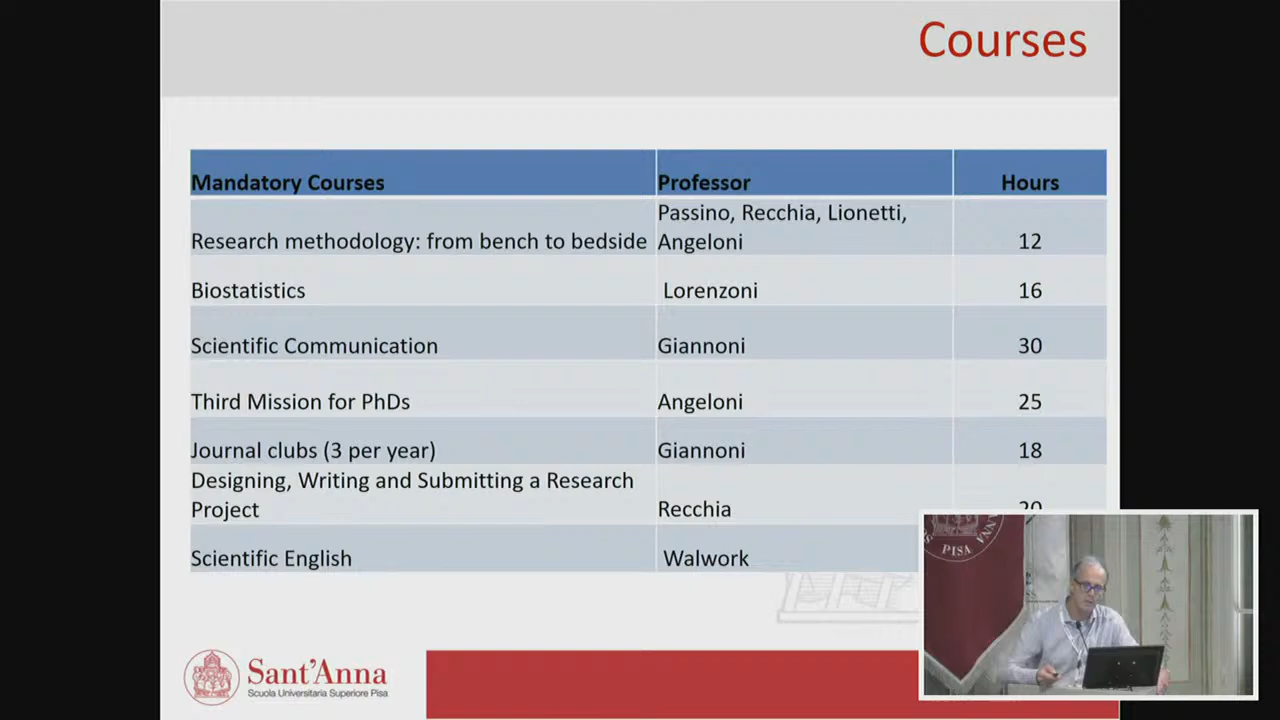 Courses
Mandatory Courses Professor Hours
Passino, Recchia, Lionetti,
Research methodology: from bench to bedside Angeloni 12
Biostatistics Lorenzoni 16
Scientific Communication Giannoni 30
Third Mission for PhDs Angeloni 25
Journal clubs (3 per year) Giannoni 18
Designing, Writing and Submitting a Research
Project Recchia 20
Scientific English Walwork
Sant'Anna
Scuola Universitaria Superiore Pisa
PISA